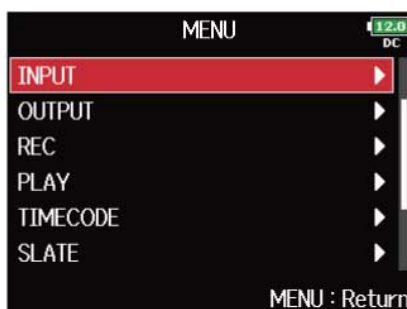 MENU
12.0
DC
INPUT
OUTPUT
REC
PLAY
TIMECODE
SLATE
MENU : Return